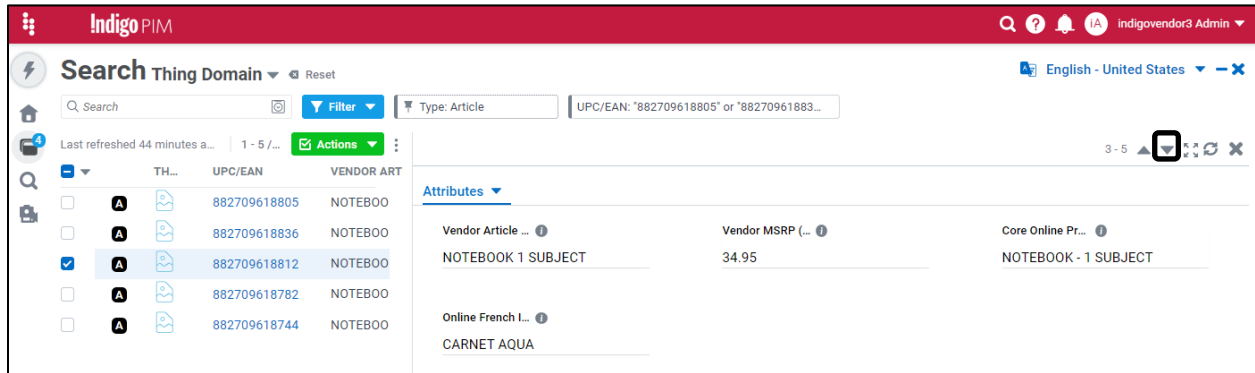 !ndigo PIM
indigovendor3 Admin
iA
Search Thing Domain Reset
English - United States
Search
Filter
Type: Article
UPC/EAN: "882709618805" or "88270961883...
4
Last refreshed 44 minutes a...
1 - 5 /...
Actions
3 - 5
TH...
UPC/EAN
VENDOR ART
Attributes
A
882709618805
NOTEBOO
A
882709618836
NOTEBOO
A
882709618812
NOTEBOO
A
882709618782
NOTEBOO
A
882709618744
NOTEBOO
Vendor Article ...
Vendor MSRP (...
Core Online Pr...
NOTEBOOK 1 SUBJECT
34.95
NOTEBOOK - 1 SUBJECT
Online French I...
CARNET AQUA